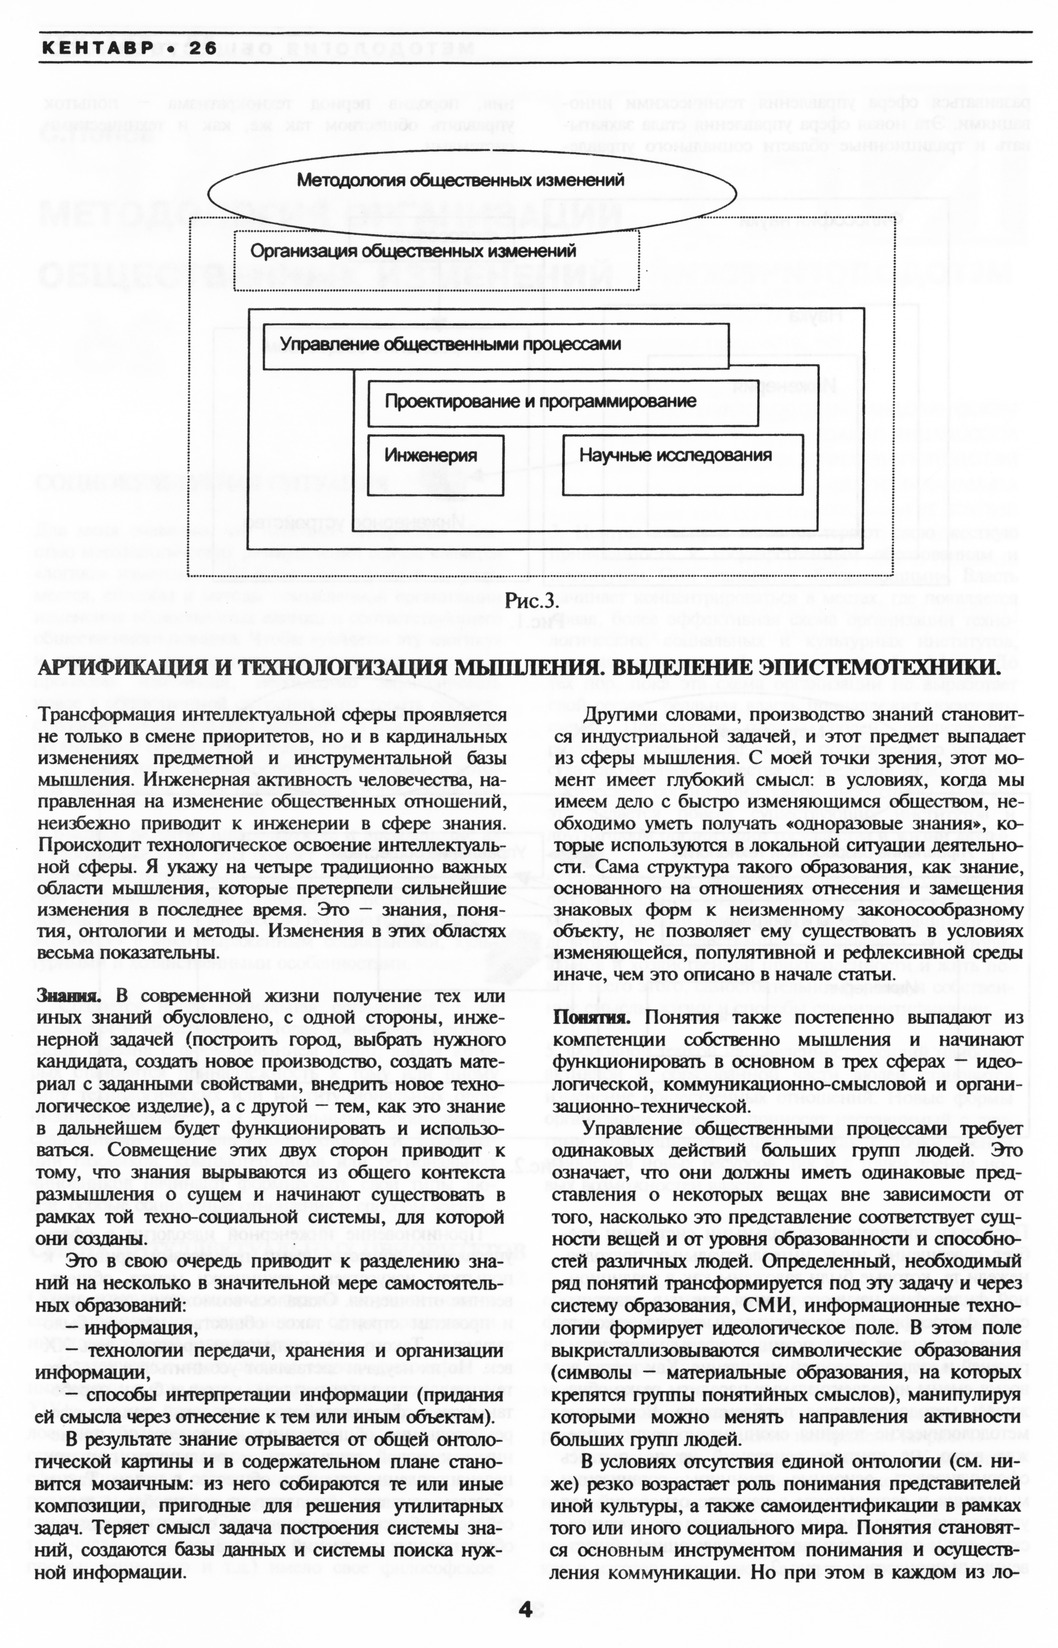 КЕНТАВР • 26
Методология общественных изменений
Организация общественных изменений
Управление общественными процессами
Проектирование и программирование
Инженерия
Научные исследования
Рис.3.
АРТИФИКАЦИЯ И ТЕХНОЛОГИЗАЦИЯ МЫШЛЕНИЯ. ВЫДЕЛЕНИЕ ЭПИСТЕМОТЕХНИКИ.
Трансформация интеллектуальной сферы проявляется
не только в смене приоритетов, но и в кардинальных
изменениях предметной и инструментальной базы
мышления. Инженерная активность человечества, на-
правленная на изменение общественных отношений,
неизбежно приводит к инженерии в сфере знания.
Происходит технологическое освоение интеллектуаль-
ной сферы. Я укажу на четыре традиционно важных
области мышления, которые претерпели сильнейшие
изменения в последнее время. Это — знания, поня-
тия, онтологии и методы. Изменения в этих областях
весьма показательны.
Знания. В современной жизни получение тех или
иных знаний обусловлено, с одной стороны, инже-
нерной задачей (построить город, выбрать нужного
кандидата, создать новое производство, создать мате-
риал с заданными свойствами, внедрить новое техно-
логическое изделие), а с другой — тем, как это знание
в дальнейшем будет функционировать и использо-
ваться. Совмещение этих двух сторон приводит к
тому, что знания вырываются из общего контекста
размышления о сущем и начинают существовать в
рамках той техно-социальной системы, для которой
они созданы.
Это в свою очередь приводит к разделению зна-
ний на несколько в значительной мере самостоятель-
ных образований:
— информация,
— технологии передачи, хранения и организации
информации,
— способы интерпретации информации (придания
ей смысла через отнесение к тем или иным объектам).
В результате знание отрывается от общей онтоло-
гической картины и в содержательном плане стано-
вится мозаичным: из него собираются те или иные
композиции, пригодные для решения утилитарных
задач. Теряет смысл задача построения системы зна-
ний, создаются базы данных и системы поиска нуж-
ной информации.
Другими словами, производство знаний становит-
ся индустриальной задачей, и этот предмет выпадает
из сферы мышления. С моей точки зрения, этот мо-
мент имеет глубокий смысл: в условиях, когда мы
имеем дело с быстро изменяющимся обществом, не-
обходимо уметь получать «одноразовые знания», ко-
торые используются в локальной ситуации деятельно-
сти. Сама структура такого образования, как знание,
основанного на отношениях отнесения и замещения
знаковых форм к неизменному законосообразному
объекту, не позволяет ему существовать в условиях
изменяющейся, популятивной и рефлексивной среды
иначе, чем это описано в начале статьи.
Понятия. Понятия также постепенно выпадают из
компетенции собственно мышления и начинают
функционировать в основном в трех сферах — идео-
логической, коммуникационно-смысловой и органи-
зационно-технической.
Управление общественными процессами требует
одинаковых действий больших групп людей. Это
означает, что они должны иметь одинаковые пред-
ставления о некоторых вещах вне зависимости от
того, насколько это представление соответствует сущ-
ности вещей и от уровня образованности и способно-
стей различных людей. Определенный, необходимый
ряд понятий трансформируется под эту задачу и через
систему образования, СМИ, информационные техно-
логии формирует идеологическое поле. В этом поле
выкристаллизовываются символические образования
(символы — материальные образования, на которых
крепятся кристаллы понятийных смыслов), манипулируя
которыми можно менять направления активности
больших групп людей.
В условиях отсутствия единой онтологии (см. ни-
же) резко возрастает роль понимания представителей
иной культуры, а также самоидентификации в рамках
того или иного социального мира. Понятия становят-
ся основным инструментом понимания и осуществ-
ления коммуникации. Но при этом в каждом из ло-
4